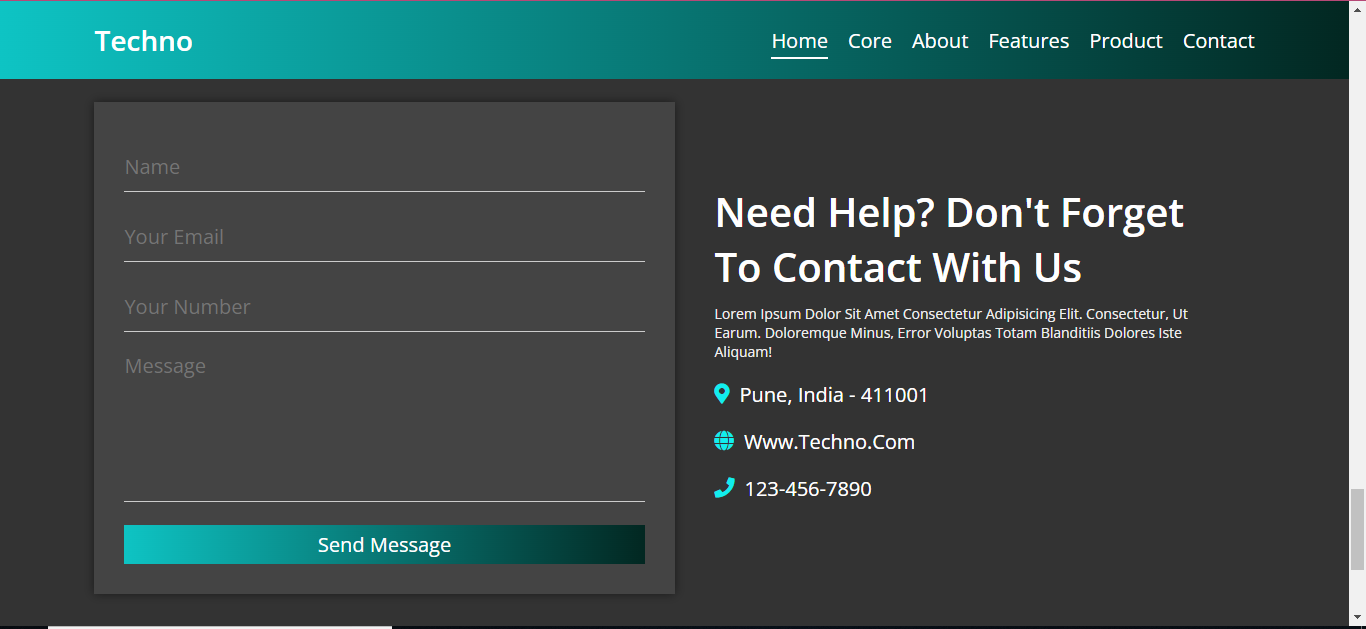 Techno
Home Core About Features Product Contact
Name
Your Email
Your Number
Message
Send Message
Need Help? Don't Forget
To Contact With Us
Lorem Ipsum Dolor Sit Amet Consectetur Adipisicing Elit. Consectetur, Ut
Earum. Doloremque Minus, Error Voluptas Totam Blanditiis Dolores Iste
Aliquam!
Pune, India - 411001
Www.Techno.Com
123-456-7890